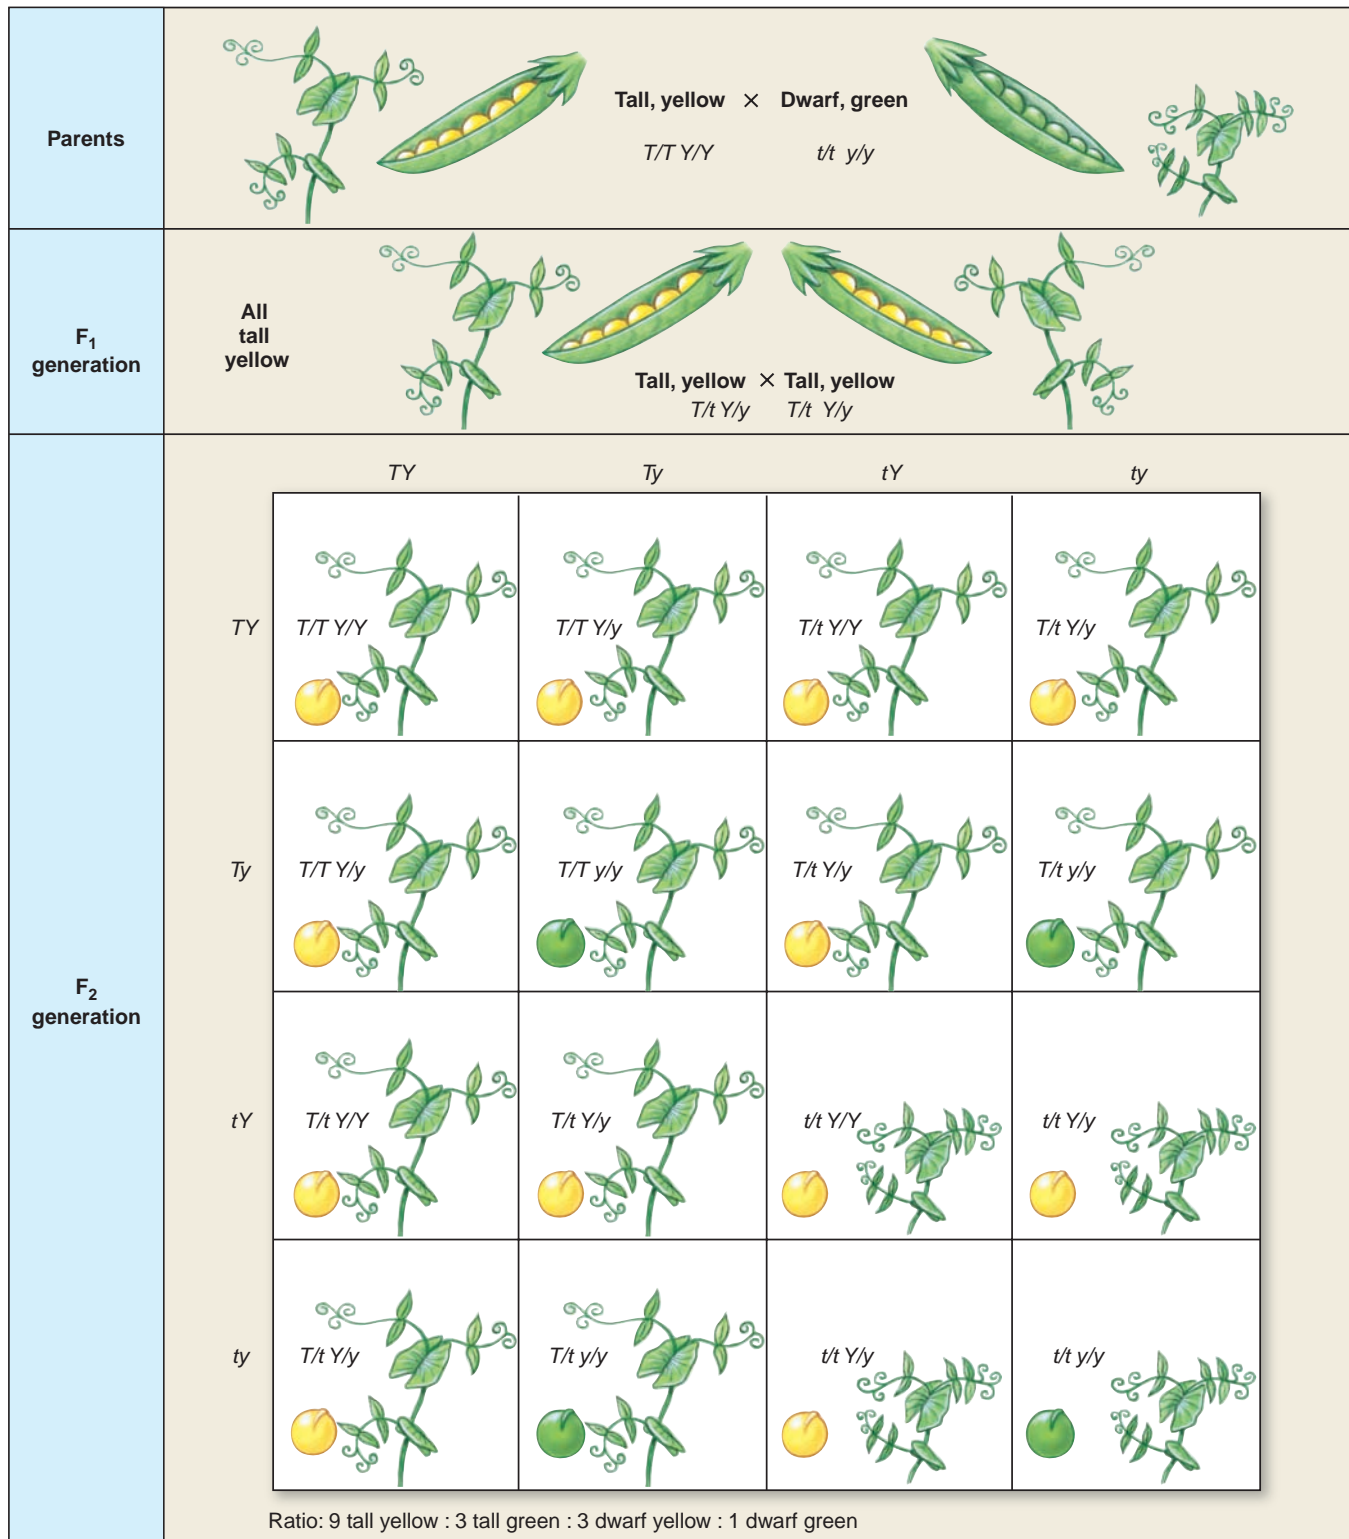 Parents
Tall, yellow × Dwarf, green
T/T Y/Y t/t y/y
F1
generation
All
tall
yellow
Tall, yellow × Tall, yellow
T/t Y/y T/t Y/y
F2
generation
TY Ty tY ty
TY T/T Y/Y T/T Y/y T/t Y/Y T/t Y/y
Ty T/T Y/y T/T y/y T/t Y/y T/t y/y
tY T/t Y/Y T/t Y/y t/t Y/Y t/t Y/y
ty T/t Y/y T/t y/y t/t Y/y t/t y/y
Ratio: 9 tall yellow : 3 tall green : 3 dwarf yellow : 1 dwarf green